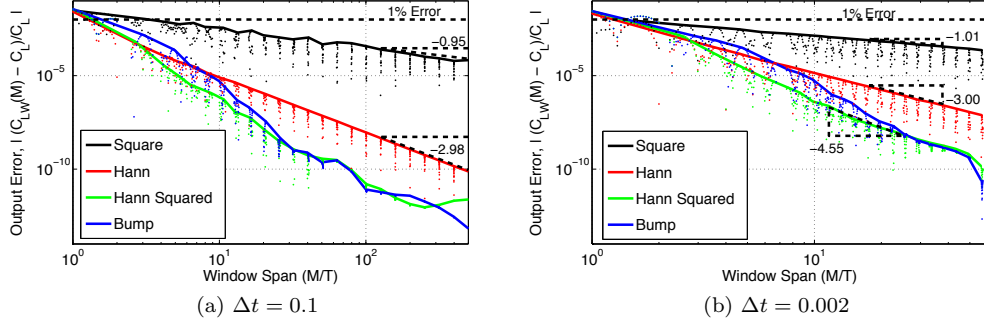 1% Error
−0.95
10^−5
10^−10
−2.98
Output Error, | (C_LW(M) − C_L)/C_L |
Square
Hann
Hann Squared
Bump
10^0
10^1
10^2
Window Span (M/T)
(a) Δt = 0.1
1% Error
−1.01
10^−5
−3.00
−4.55
10^−10
Output Error, | (C_LW(M) − C_L)/C_L |
Square
Hann
Hann Squared
Bump
10^0
10^1
Window Span (M/T)
(b) Δt = 0.002